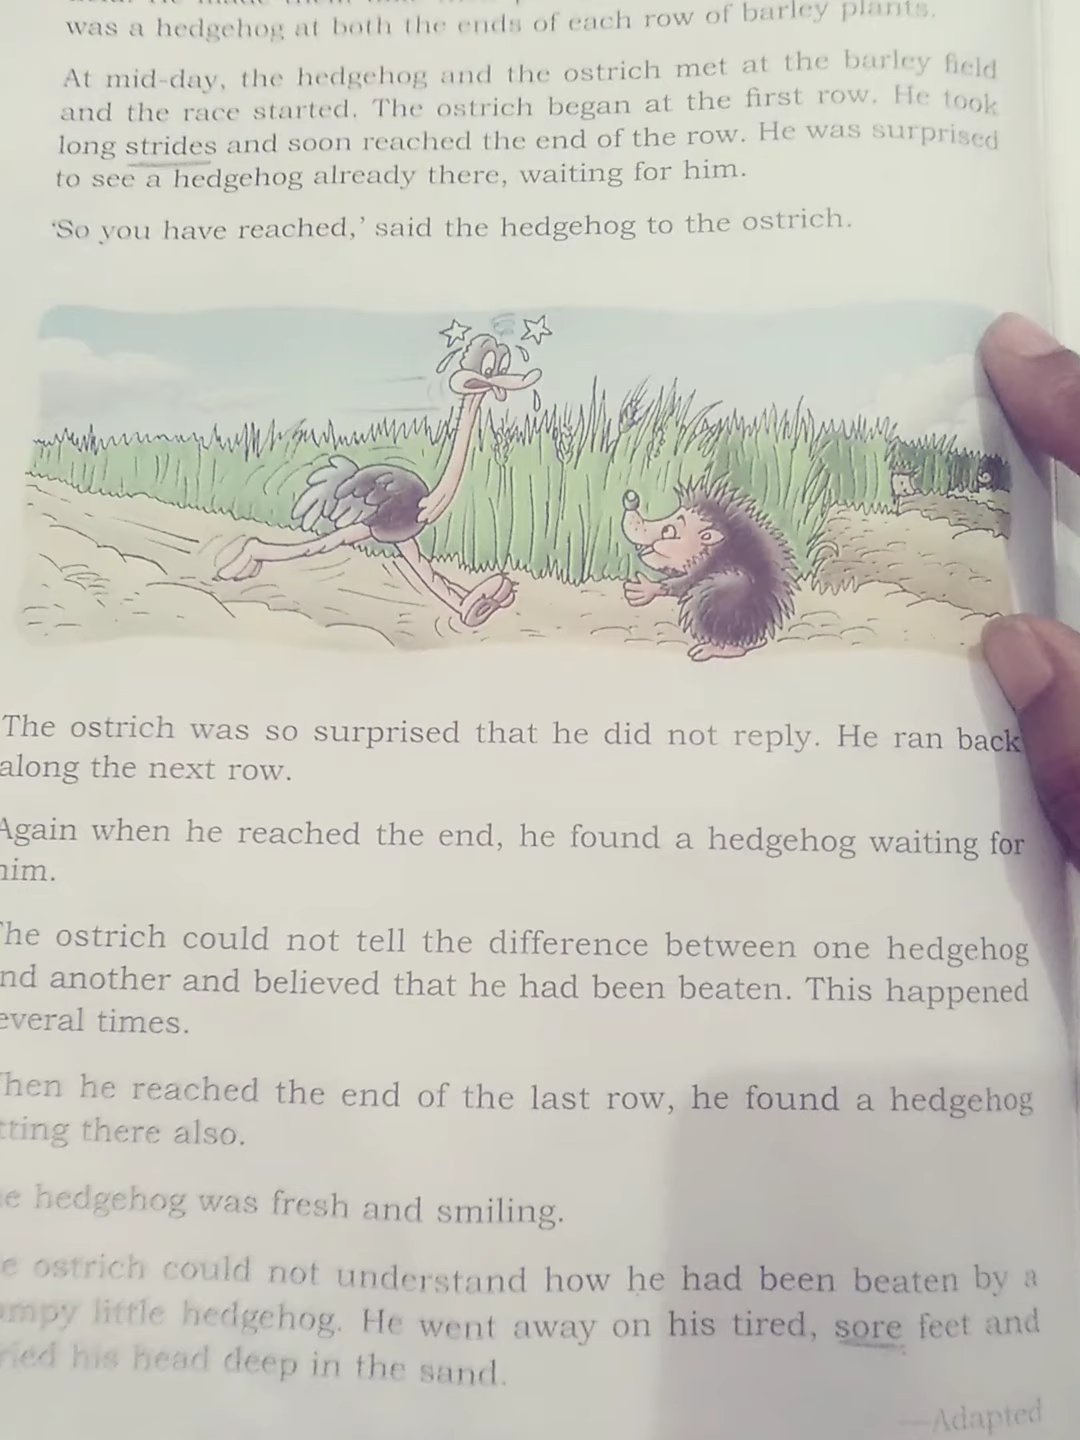 was a hedgehog at both the ends of each row of barley plants.
At mid-day, the hedgehog and the ostrich met at the barley field
and the race started. The ostrich began at the first row. He took
long strides and soon reached the end of the row. He was surprised
to see a hedgehog already there, waiting for him.
‘So you have reached,’ said the hedgehog to the ostrich.
The ostrich was so surprised that he did not reply. He ran back
along the next row.
Again when he reached the end, he found a hedgehog waiting for
him.
The ostrich could not tell the difference between one hedgehog
and another and believed that he had been beaten. This happened
several times.
When he reached the end of the last row, he found a hedgehog
there also.
hedgehog was fresh and smiling.
ostrich could not understand how he had been beaten by a
little hedgehog. He went away on his tired, sore feet and
his head deep in the sand.
—Adapted